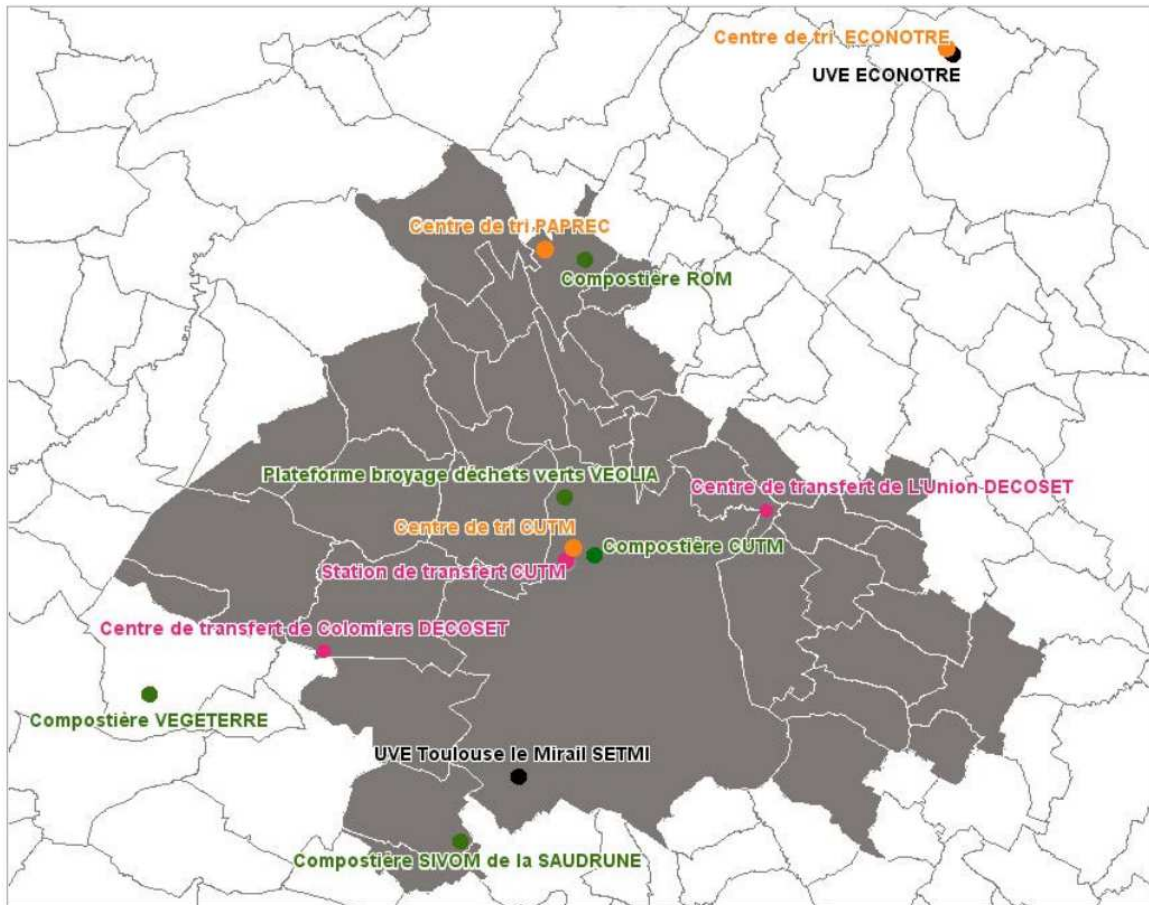 Centre de tri ECONOTRE
UVE ECONOTRE
Centre de tri PAPREC
Compostière ROM
Plateforme broyage déchets verts VEOLIA
Centre de transfert de L'Union DECOSET
Centre de tri CUTM
Compostière CUTM
Station de transfert CUTM
Centre de transfert de Colomiers DECOSET
Compostière VEGETERRE
UVE Toulouse le Mirail SETMI
Compostière SIVOM de la SAUDRUNE